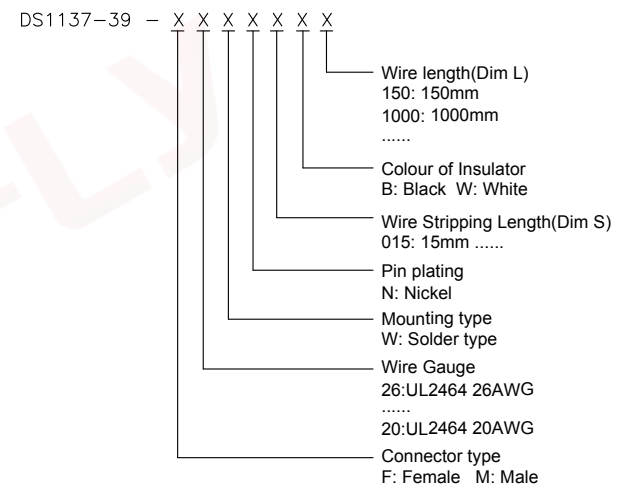 DS1137-39 - X X X X X X X
Wire length(Dim L)
150: 150mm
1000: 1000mm
......
Colour of Insulator
B: Black W: White
Wire Stripping Length(Dim S)
015: 15mm ......
Pin plating
N: Nickel
Mounting type
W: Solder type
Wire Gauge
26:UL2464 26AWG
......
20:UL2464 20AWG
Connector type
F: Female M: Male